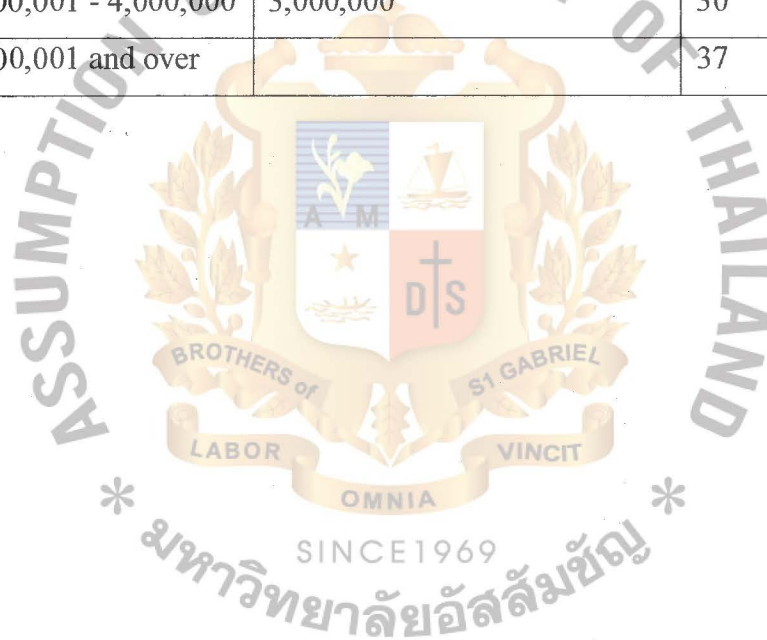 00,001 - 4,000,000 3,000,000 30
00,001 and over 37
ASSUMPTION OF THAILAND
A M
D S
BROTHERS of ST GABRIEL
LABOR OMNIA VINCIT
SINCE1969
มหาวิทยาลัยอัสสัมชัญ